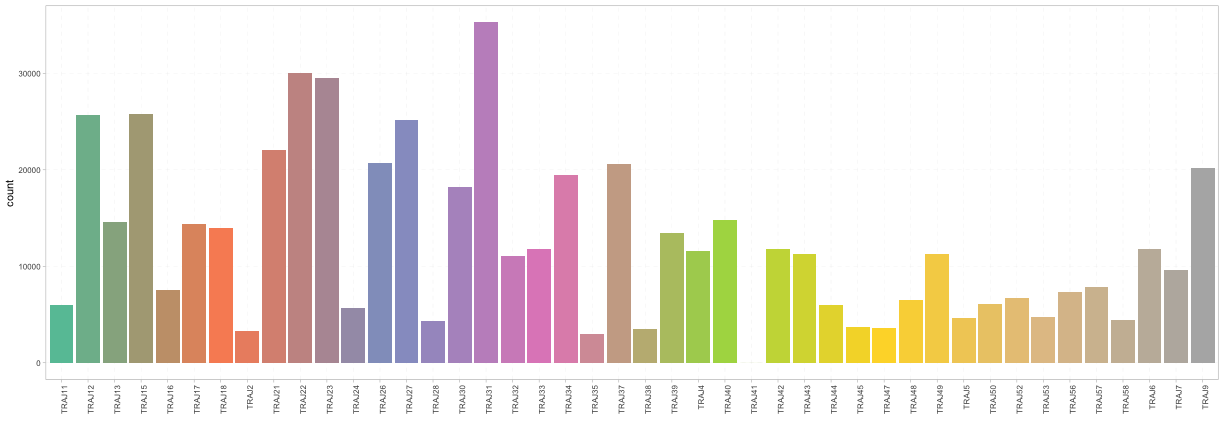 count
30000
20000
10000
0
TRAJ11
TRAJ12
TRAJ13
TRAJ15
TRAJ16
TRAJ17
TRAJ18
TRAJ2
TRAJ21
TRAJ22
TRAJ23
TRAJ24
TRAJ26
TRAJ27
TRAJ28
TRAJ30
TRAJ31
TRAJ32
TRAJ33
TRAJ34
TRAJ35
TRAJ37
TRAJ38
TRAJ39
TRAJ4
TRAJ40
TRAJ41
TRAJ42
TRAJ43
TRAJ44
TRAJ45
TRAJ47
TRAJ48
TRAJ49
TRAJ5
TRAJ50
TRAJ52
TRAJ53
TRAJ56
TRAJ57
TRAJ58
TRAJ6
TRAJ7
TRAJ9